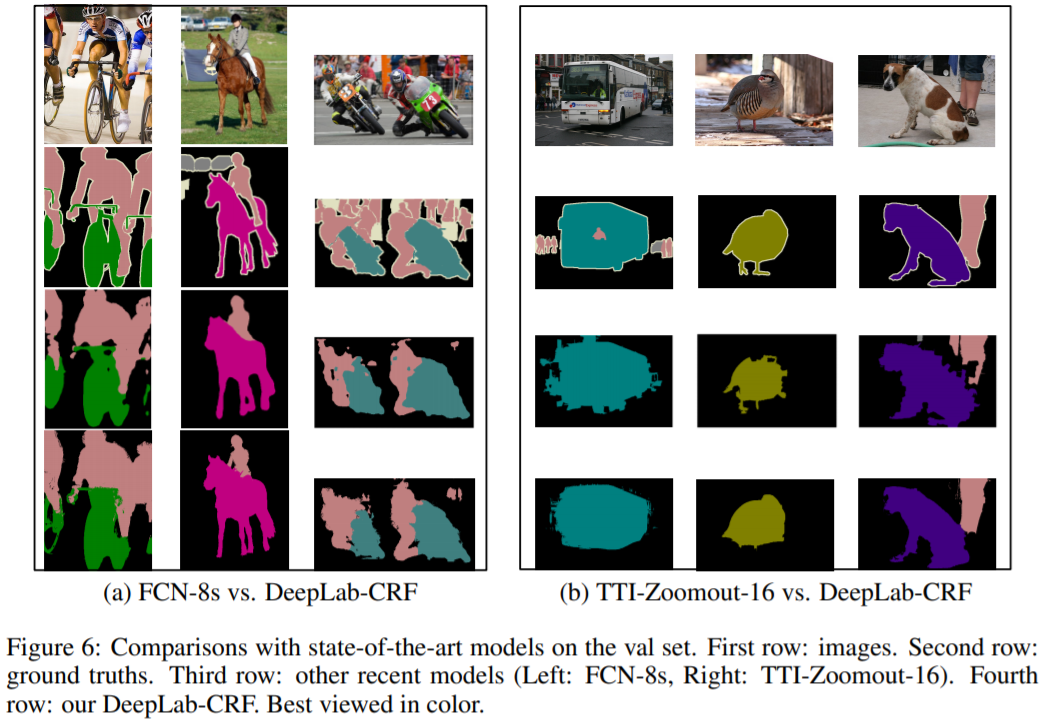 (a) FCN-8s vs. DeepLab-CRF
(b) TTI-Zoomout-16 vs. DeepLab-CRF
Figure 6: Comparisons with state-of-the-art models on the val set. First row: images. Second row:
ground truths. Third row: other recent models (Left: FCN-8s, Right: TTI-Zoomout-16). Fourth
row: our DeepLab-CRF. Best viewed in color.